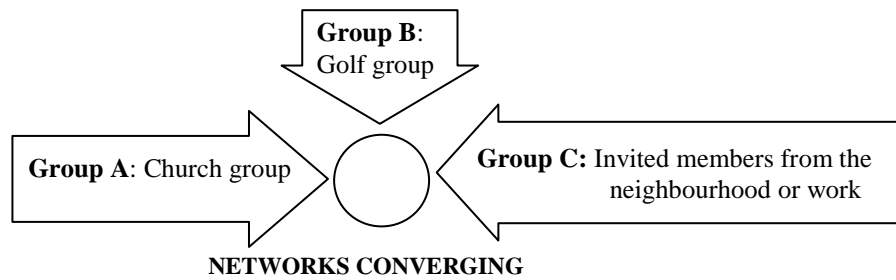 Group B:
Golf group
Group A: Church group
Group C: Invited members from the
neighbourhood or work
NETWORKS CONVERGING